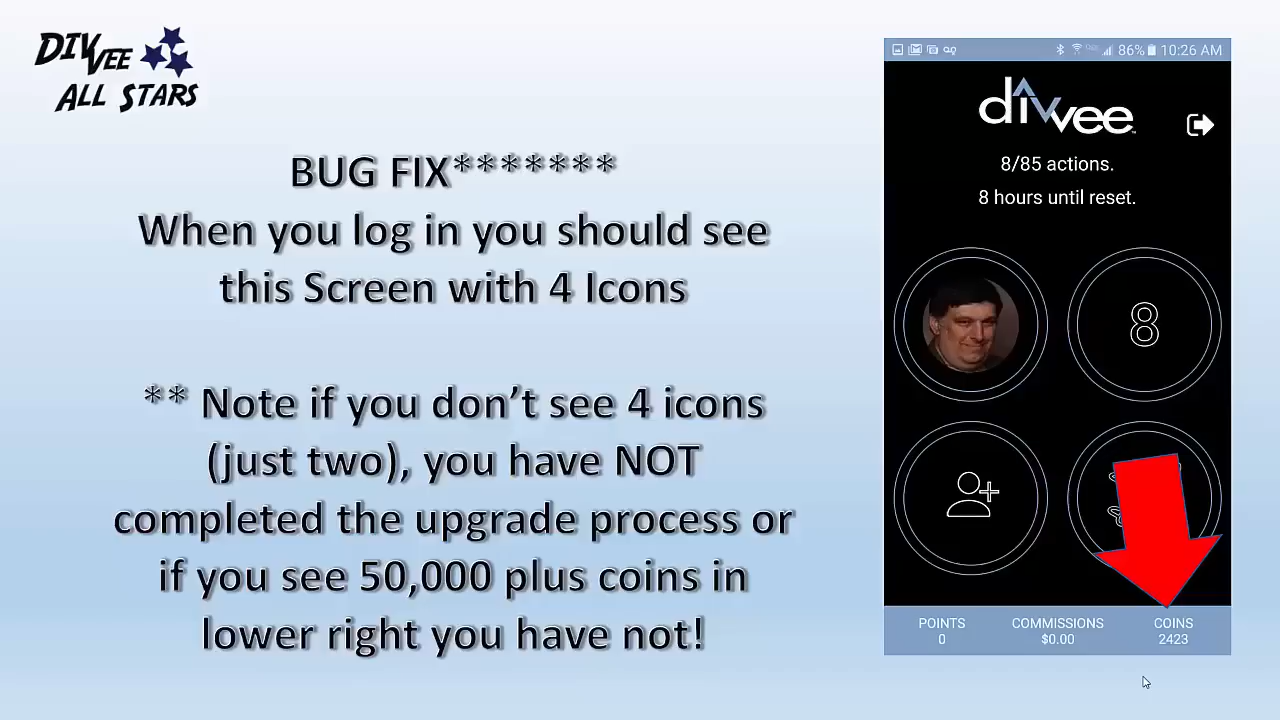 DIVVEE
ALL STARS
BUG FIX*******
When you log in you should see
this Screen with 4 Icons
** Note if you don't see 4 icons
(just two), you have NOT
completed the upgrade process or
if you see 50,000 plus coins in
lower right you have not!
86% 10:26 AM
divvee
8/85 actions.
8 hours until reset.
8
POINTS COMMISSIONS COINS
0 $0.00 2423